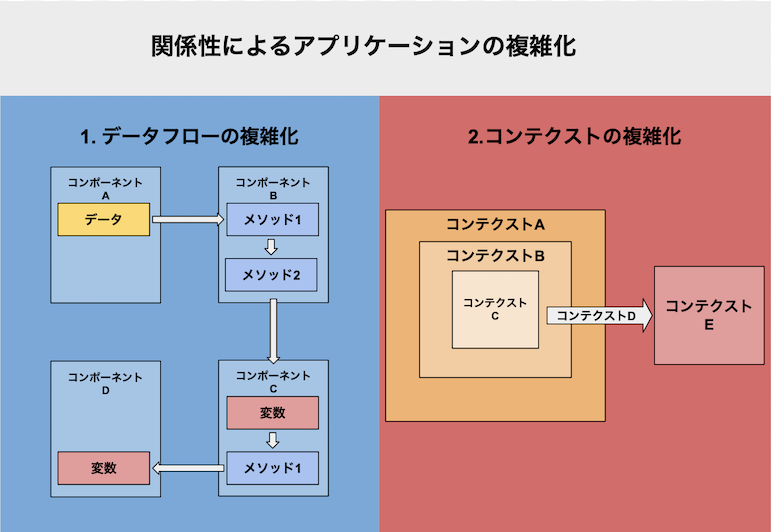 関係性によるアプリケーションの複雑化
1. データフローの複雑化
コンポーネント
A
データ
コンポーネント
B
メソッド1
メソッド2
コンポーネント
D
変数
コンポーネント
C
変数
メソッド1
2.コンテクストの複雑化
コンテクストA
コンテクストB
コンテクスト
C
コンテクストD
コンテクスト
E